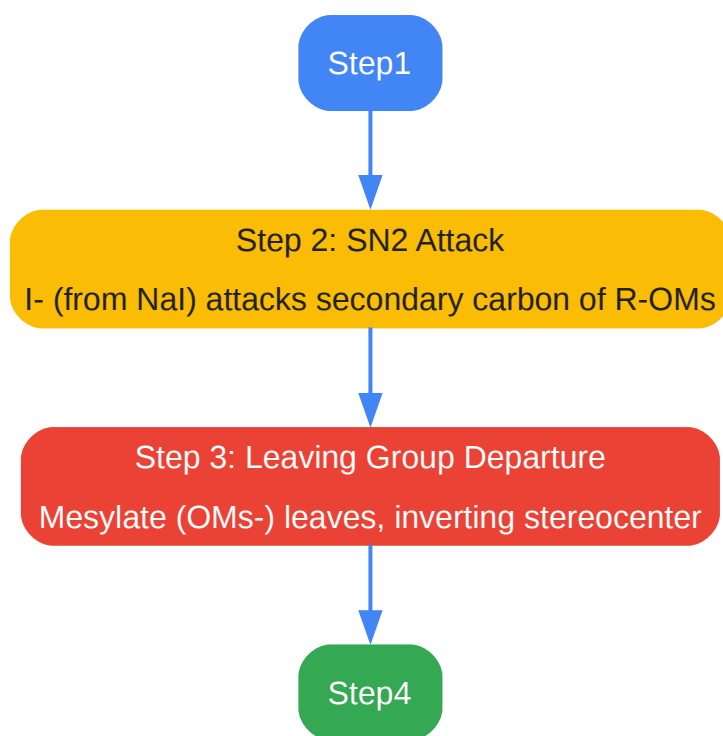 Step1
Step 2: SN2 Attack
I- (from NaI) attacks secondary carbon of R-OMs
Step 3: Leaving Group Departure
Mesylate (OMs-) leaves, inverting stereocenter
Step4